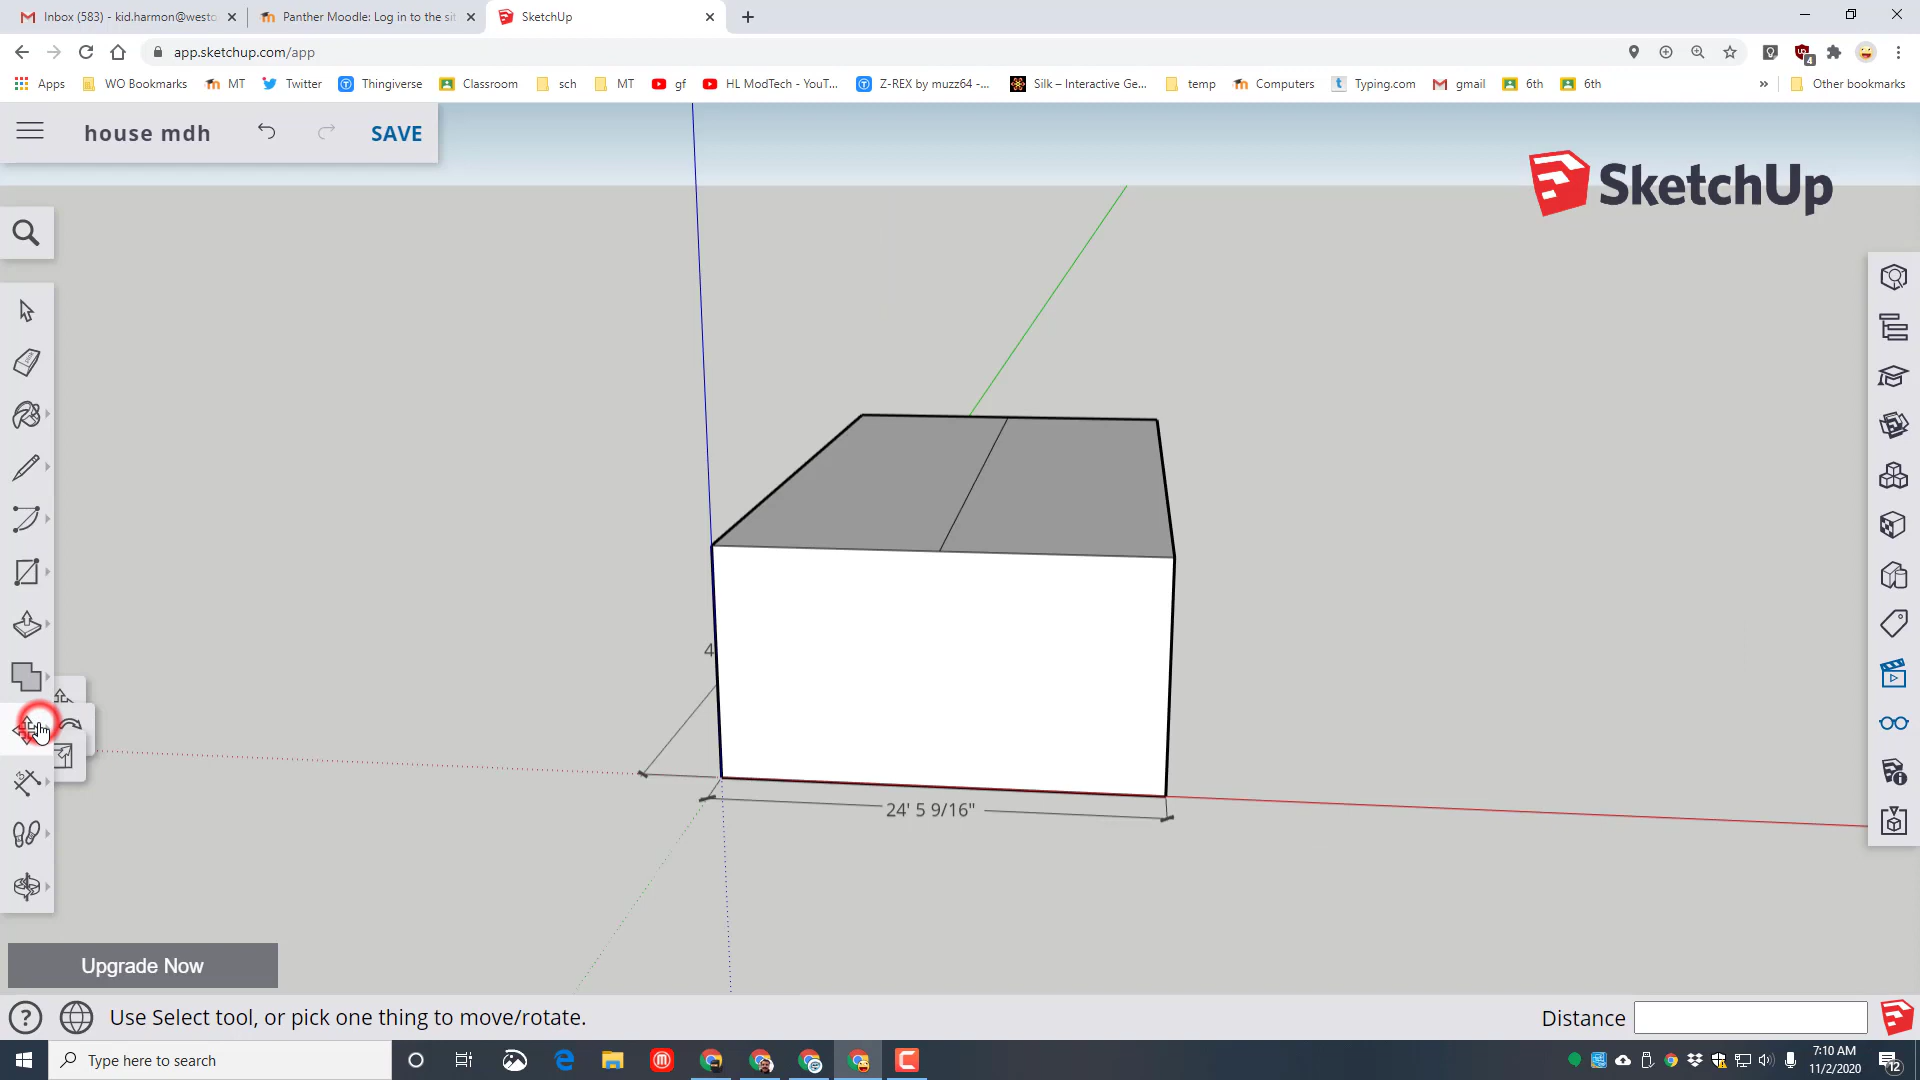 Inbox (583) - kid.harmon@westo
Panther Moodle: Log in to the sit
SketchUp
app.sketchup.com/app
Apps
WO Bookmarks
MT
Twitter
Thingiverse
Classroom
sch
MT
gf
HL ModTech - YouT...
Z-REX by muzz64 -...
Silk – Interactive Ge...
temp
Computers
Typing.com
gmail
6th
6th
»
Other bookmarks
house mdh
SAVE
SketchUp
4
24' 5 9/16"
Upgrade Now
Use Select tool, or pick one thing to move/rotate.
Distance
Type here to search
7:10 AM
11/2/2020
12